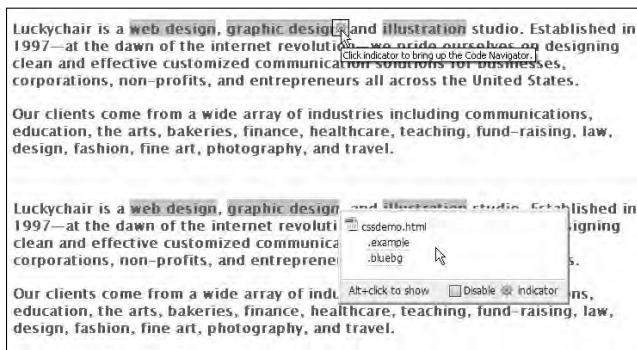 Luckychair is a web design, graphic design and illustration studio. Established in
1997—at the dawn of the internet revolution—we pride ourselves on designing
Click indicator to bring up the Code Navigator.
clean and effective customized communication solutions for businesses,
corporations, non-profits, and entrepreneurs all across the United States.
Our clients come from a wide array of industries including communications,
education, the arts, bakeries, finance, healthcare, teaching, fund-raising, law,
design, fashion, fine art, photography, and travel.
Luckychair is a web design, graphic design and illustration studio. Established in
1997—at the dawn of the internet revoluti signing
clean and effective customized communica
corporations, non-profits, and entreprene s.
cssdemo.html
.example
.bluebg
Alt+click to show Disable indicator
Our clients come from a wide array of indu ns,
education, the arts, bakeries, finance, healthcare, teaching, fund-raising, law,
design, fashion, fine art, photography, and travel.